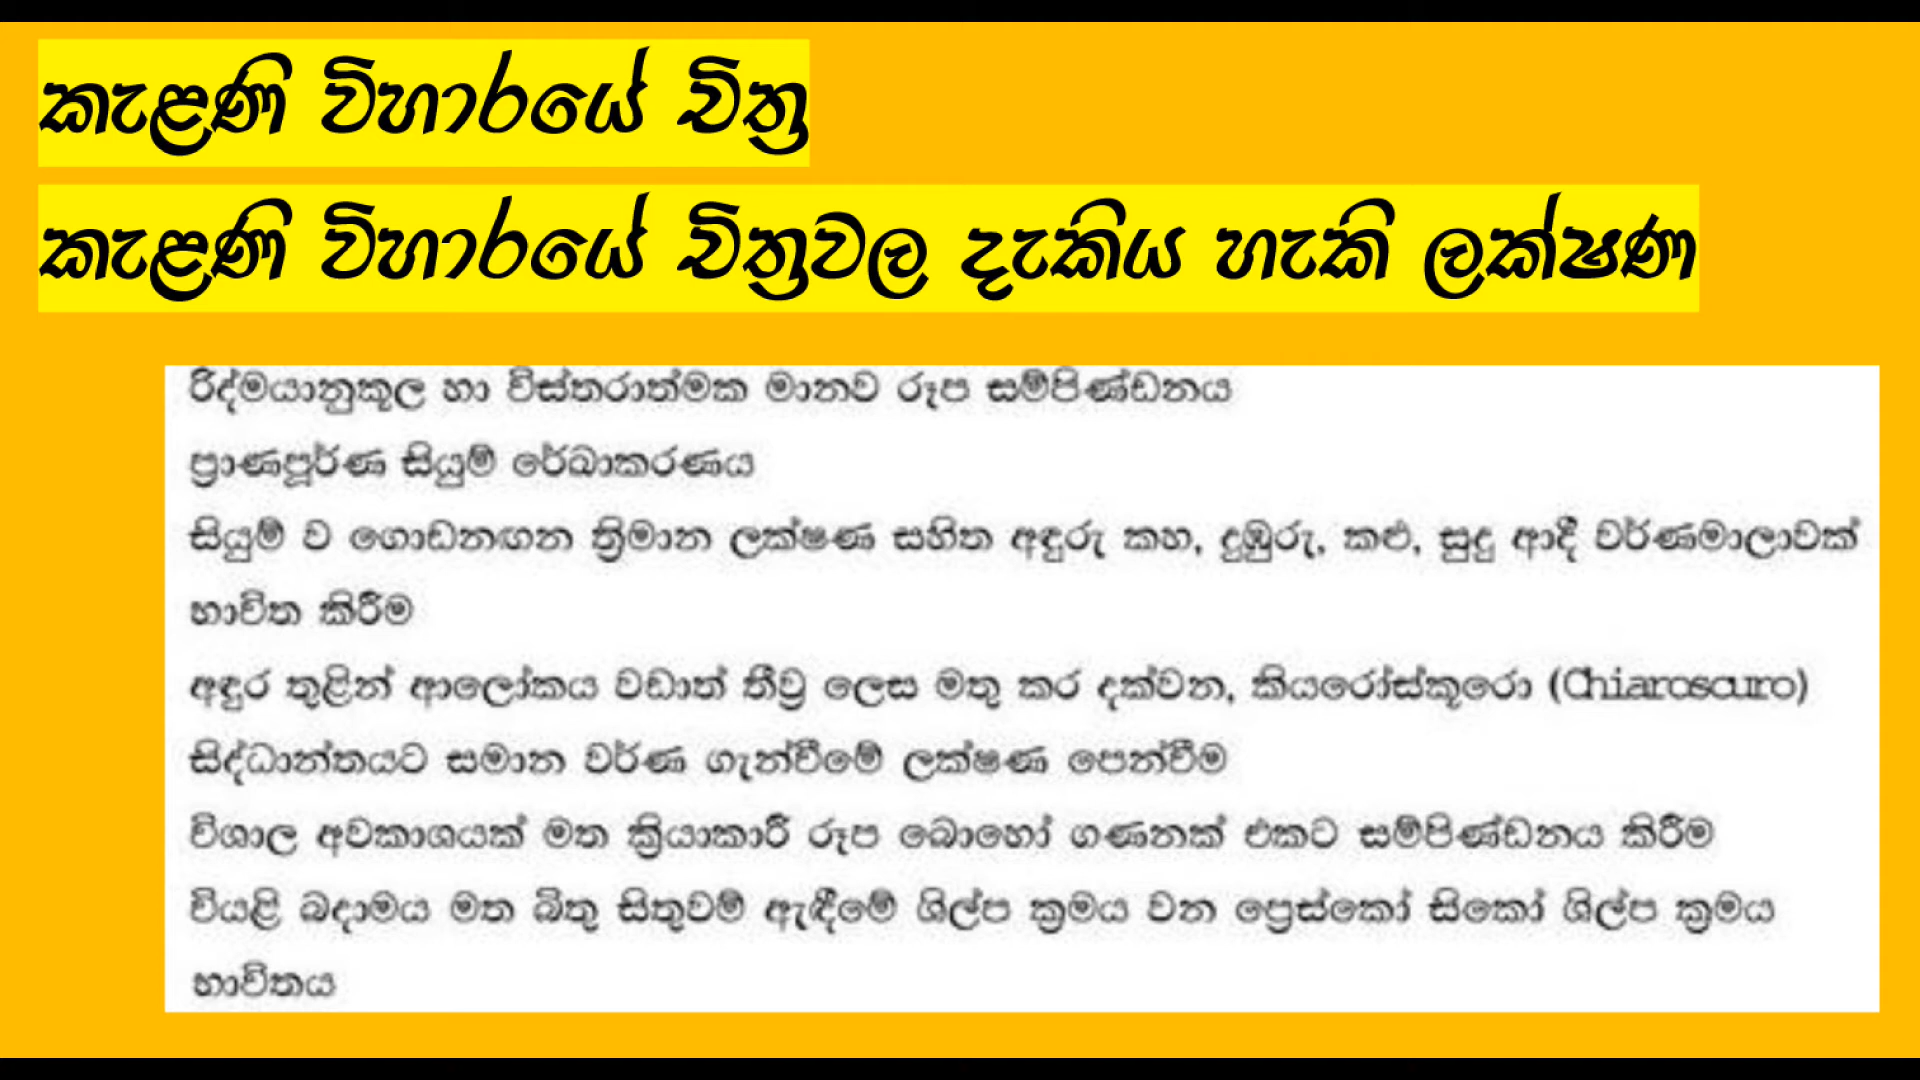 කැළණි විහාරයේ චිත්‍ර
කැළණි විහාරයේ චිත්‍රවල දැකිය හැකි ලක්ෂණ
රිද්මයානුකූල හා විස්තරාත්මක මානව රූප සම්පිණ්ඩනය
ප්‍රාණපූර්ණ සියුම් රේඛාකරණය
සියුම් ව ගොඩනඟන ත්‍රිමාන ලක්ෂණ සහිත අඳුරු කහ, දුඹුරු, කළු, සුදු ආදී වර්ණමාලාවක්
භාවිත කිරීම
අඳුර තුළින් ආලෝකය වඩාත් තීව්‍ර ලෙස මතු කර දක්වන, කියරෝස්කූරො (Chiaroscuro)
සිද්ධාන්තයට සමාන වර්ණ ගැන්වීමේ ලක්ෂණ පෙන්වීම
විශාල අවකාශයක් මත ක්‍රියාකාරී රූප බොහෝ ගණනක් එකට සම්පිණ්ඩනය කිරීම
වියළි බදාමය මත බිතු සිතුවම් ඇඳීමේ ශිල්ප ක්‍රමය වන ප්‍රෙස්කෝ සිකෝ ශිල්ප ක්‍රමය
භාවිතය